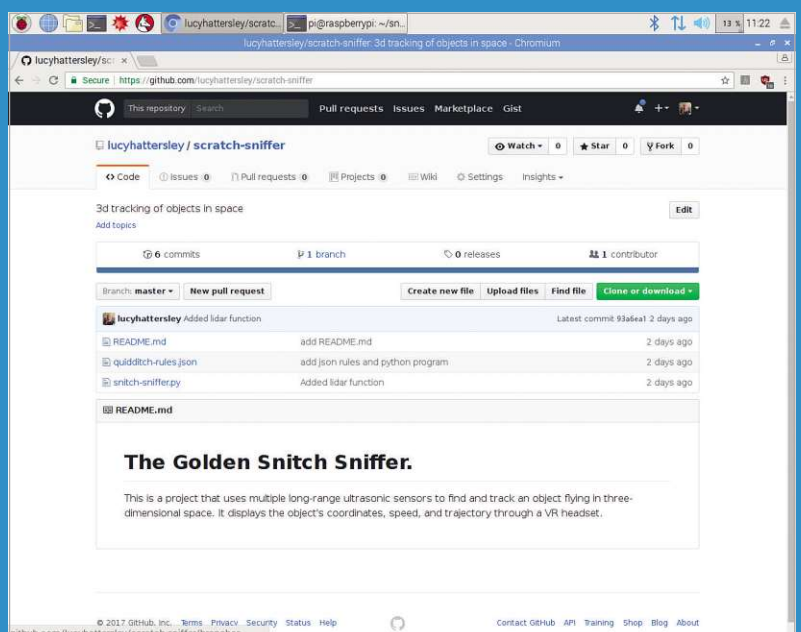 lucyhattersley/scratc...
pi@raspberrypi: ~/sn...
13 %
11:22
lucyhattersley/scratch-sniffer: 3d tracking of objects in space - Chromium
lucyhattersley/sc
Secure | https://github.com/lucyhattersley/scratch-sniffer
This repository Search Pull requests Issues Marketplace Gist
lucyhattersley / scratch-sniffer
Watch 0 Star 0 Fork 0
Code Issues 0 Pull requests 0 Projects 0 Wiki Settings Insights
3d tracking of objects in space
Edit
Add topics
6 commits 1 branch 0 releases 1 contributor
Branch: master New pull request Create new file Upload files Find file Clone or download
lucyhattersley Added lidar function Latest commit 93a6ea1 2 days ago
README.md add README.md 2 days ago
quidditch-rules.json add json rules and python program 2 days ago
snitch-sniffer.py Added lidar function 2 days ago
README.md
The Golden Snitch Sniffer.
This is a project that uses multiple long-range ultrasonic sensors to find and track an object flying in three-
dimensional space. It displays the object's coordinates, speed, and trajectory through a VR headset.
© 2017 GitHub, Inc. Terms Privacy Security Status Help Contact GitHub API Training Shop Blog About